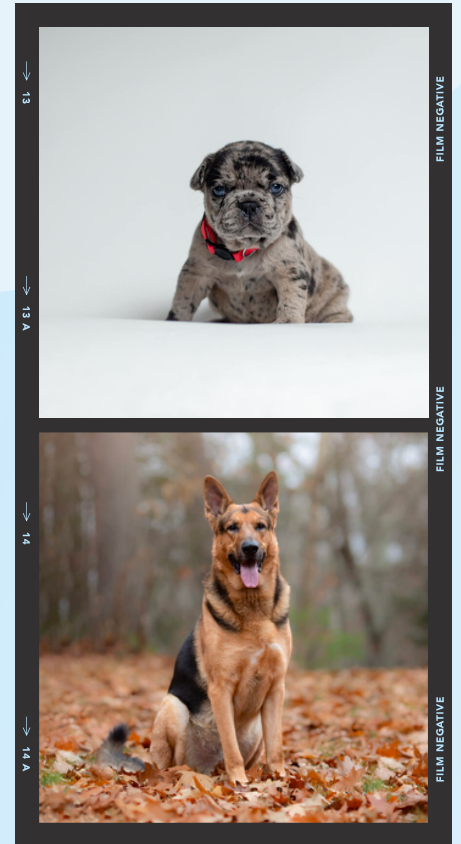 → 13
FILM NEGATIVE
→ 13 A
FILM NEGATIVE
→ 14
→ 14 A
FILM NEGATIVE